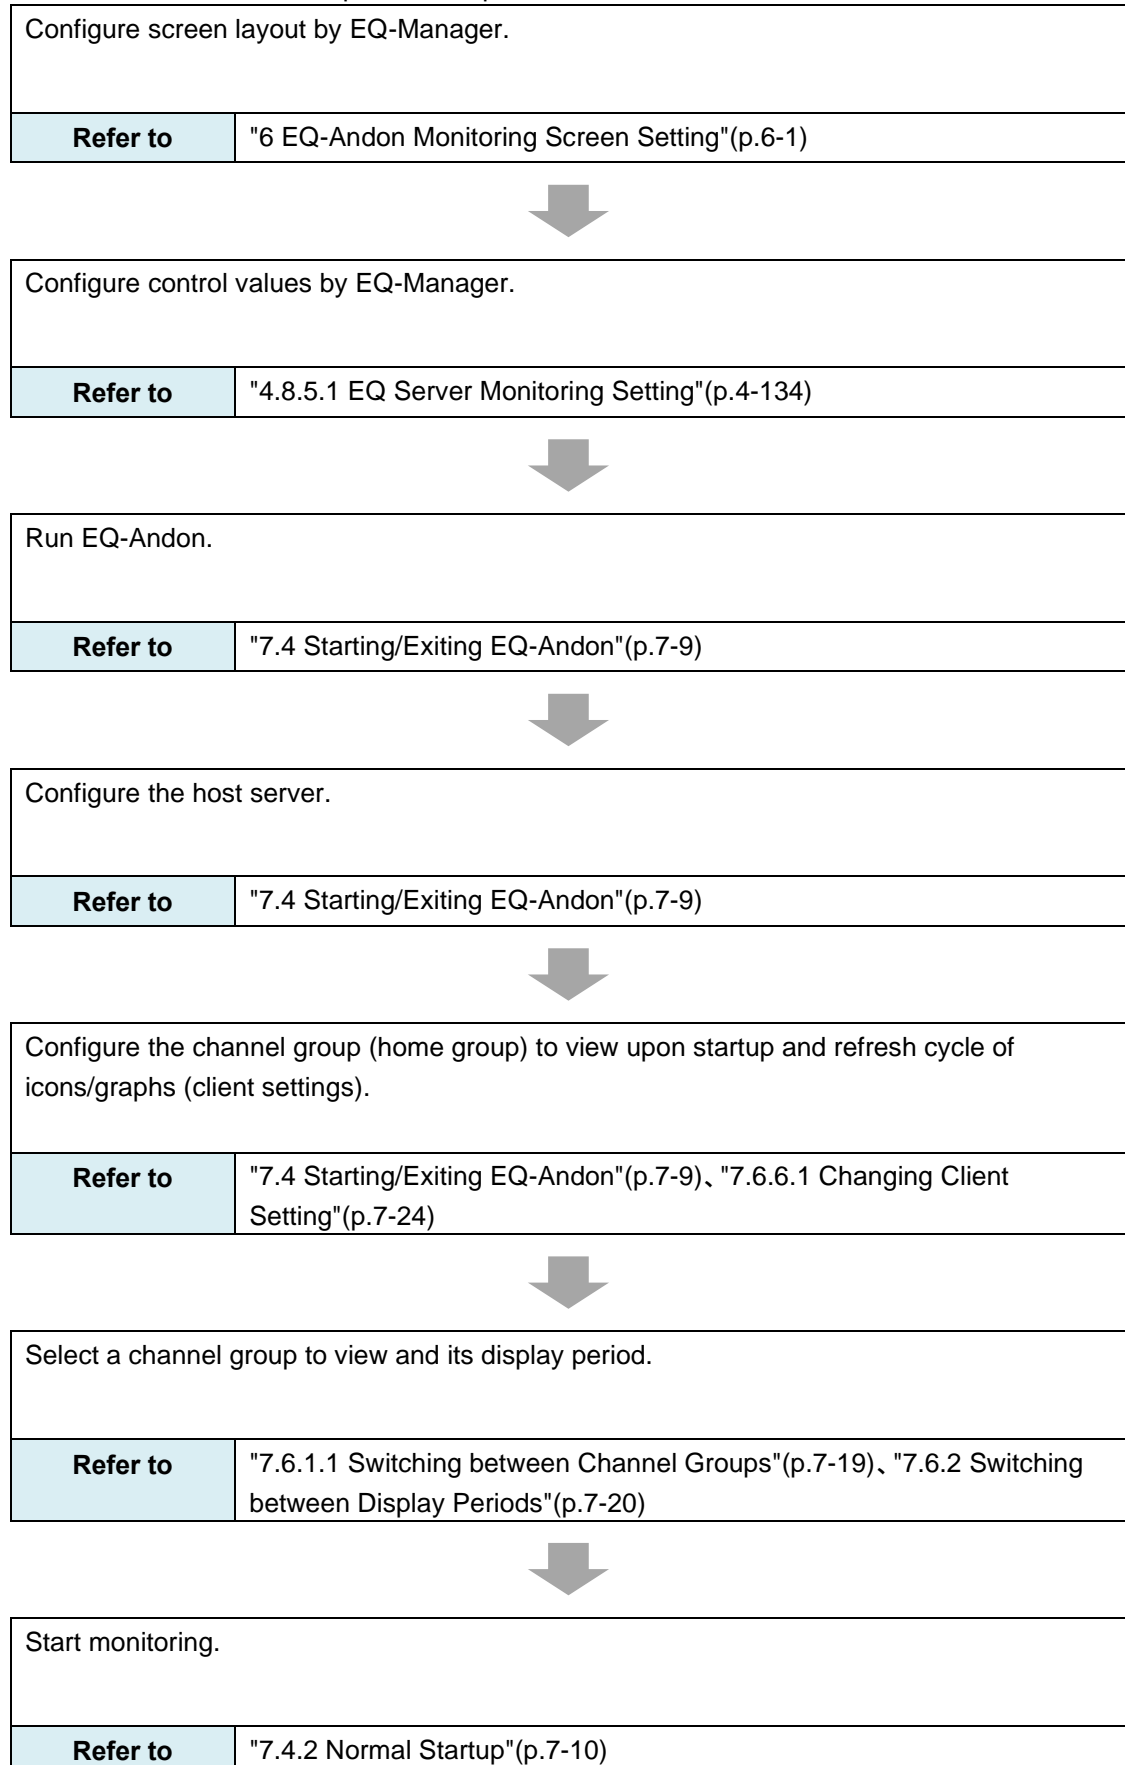 Configure screen layout by EQ-Manager.
Refer to "6 EQ-Andon Monitoring Screen Setting"(p.6-1)
Configure control values by EQ-Manager.
Refer to "4.8.5.1 EQ Server Monitoring Setting"(p.4-134)
Run EQ-Andon.
Refer to "7.4 Starting/Exiting EQ-Andon"(p.7-9)
Configure the host server.
Refer to "7.4 Starting/Exiting EQ-Andon"(p.7-9)
Configure the channel group (home group) to view upon startup and refresh cycle of
icons/graphs (client settings).
Refer to "7.4 Starting/Exiting EQ-Andon"(p.7-9)、"7.6.6.1 Changing Client
Setting"(p.7-24)
Select a channel group to view and its display period.
Refer to "7.6.1.1 Switching between Channel Groups"(p.7-19)、"7.6.2 Switching
between Display Periods"(p.7-20)
Start monitoring.
Refer to "7.4.2 Normal Startup"(p.7-10)